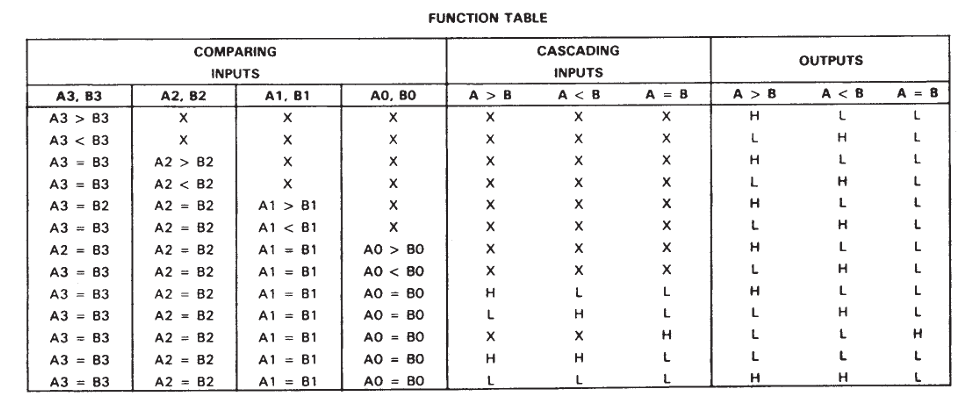 FUNCTION TABLE
COMPARING INPUTS CASCADING INPUTS OUTPUTS
A3, B3 A2, B2 A1, B1 A0, B0 A > B A < B A = B A > B A < B A = B
A3 > B3 X X X X X X H L L
A3 < B3 X X X X X X L H L
A3 = B3 A2 > B2 X X X X X H L L
A3 = B3 A2 < B2 X X X X X L H L
A3 = B2 A2 = B2 A1 > B1 X X X X H L L
A3 = B3 A2 = B2 A1 < B1 X X X X L H L
A2 = B3 A2 = B2 A1 = B1 A0 > B0 X X X H L L
A3 = B3 A2 = B2 A1 = B1 A0 < B0 X X X L H L
A3 = B3 A2 = B2 A1 = B1 A0 = B0 H L L H L L
A3 = B3 A2 = B2 A1 = B1 A0 = B0 L H L L H L
A3 = B3 A2 = B2 A1 = B1 A0 = B0 X X H L L H
A3 = B3 A2 = B2 A1 = B1 A0 = B0 H H L L L L
A3 = B3 A2 = B2 A1 = B1 A0 = B0 L L L H H L